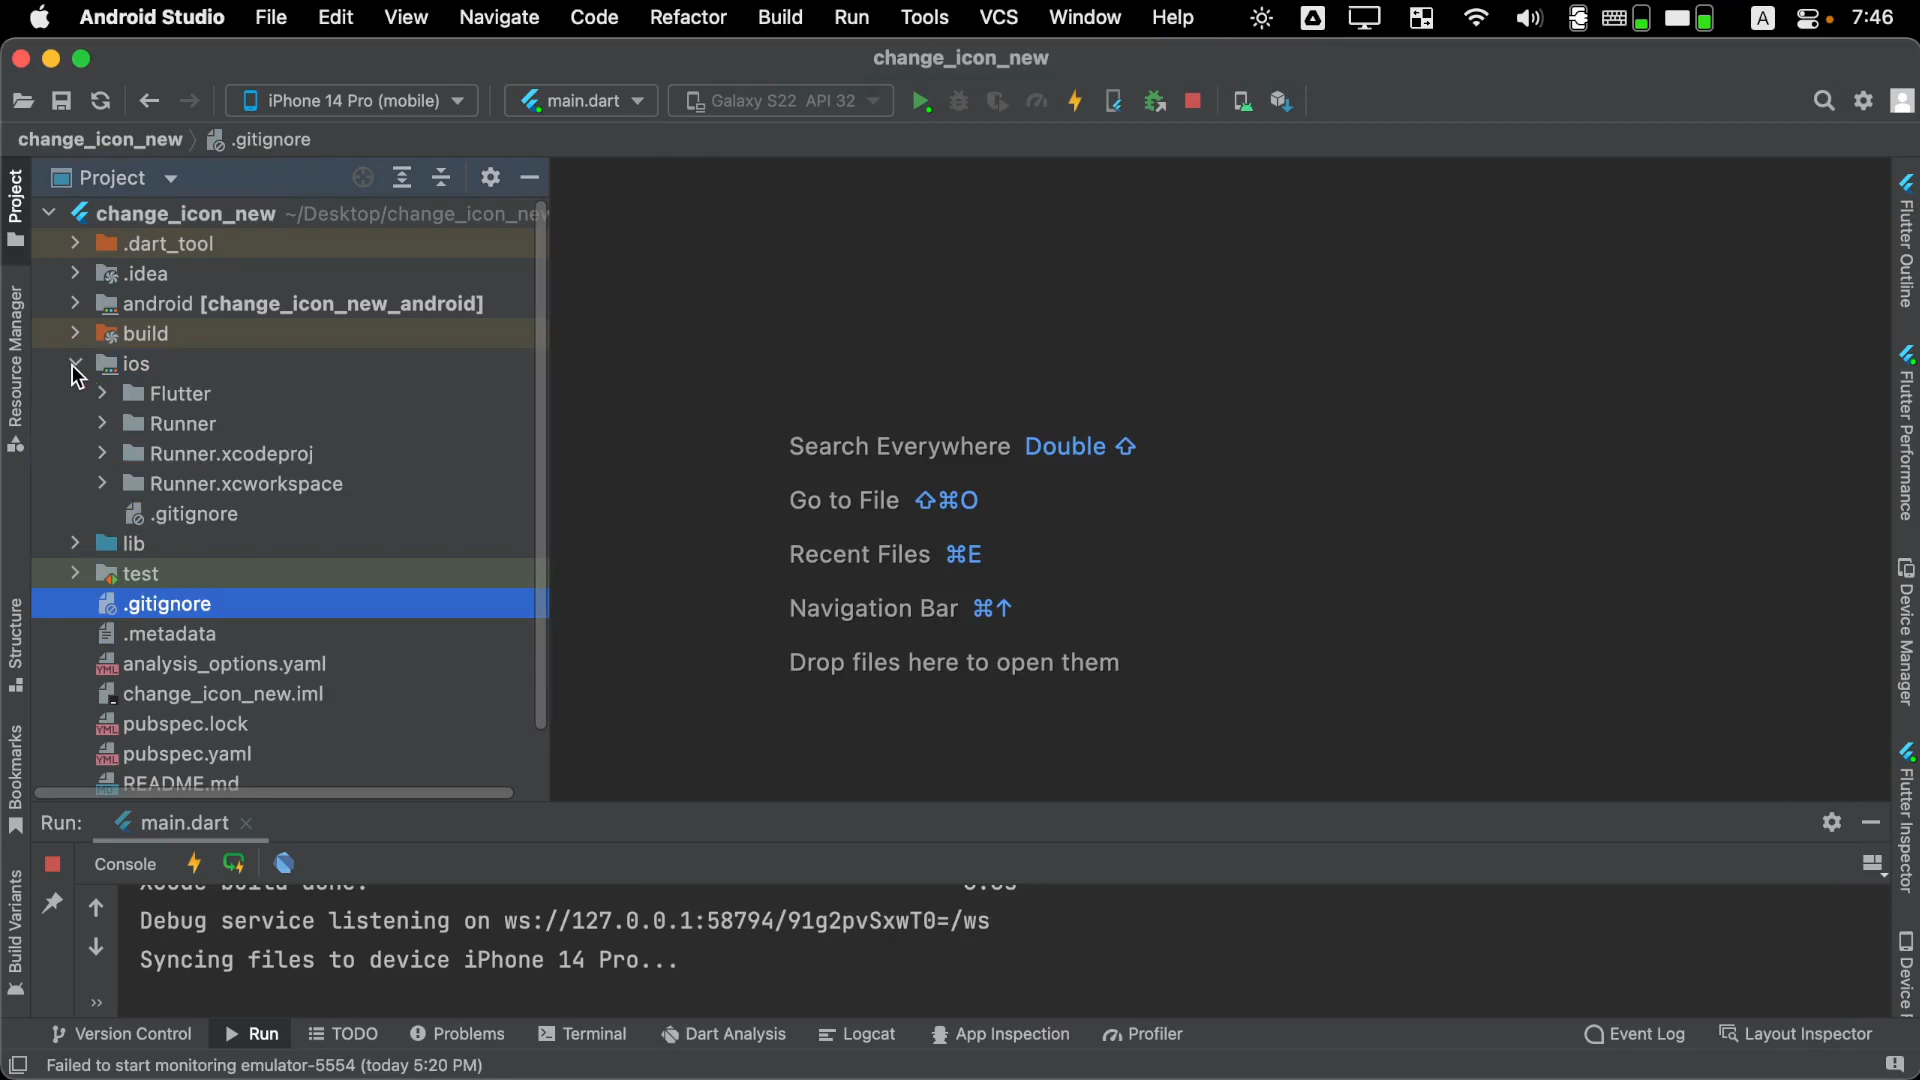 Android Studio File Edit View Navigate Code Refactor Build Run Tools VCS Window Help A 7:46
change_icon_new
iPhone 14 Pro (mobile) main.dart Galaxy S22 API 32
change_icon_new .gitignore
Project
change_icon_new ~/Desktop/change_icon_new
.dart_tool
.idea
android [change_icon_new_android]
build
ios
Flutter
Runner
Runner.xcodeproj
Runner.xcworkspace
.gitignore
lib
test
.gitignore
.metadata
analysis_options.yaml
change_icon_new.iml
pubspec.lock
pubspec.yaml
README.md
Project
Resource Manager
Structure
Bookmarks
Build Variants
Search Everywhere Double ⇧
Go to File ⇧⌘O
Recent Files ⌘E
Navigation Bar ⌘↑
Drop files here to open them
Flutter Outline
Flutter Performance
Device Manager
Flutter Inspector
Device F
Run: main.dart
Console
Xcode build done.
Debug service listening on ws://127.0.0.1:58794/91g2pvSxwT0=/ws
Syncing files to device iPhone 14 Pro...
Version Control Run TODO Problems Terminal Dart Analysis Logcat App Inspection Profiler Event Log Layout Inspector
Failed to start monitoring emulator-5554 (today 5:20 PM)